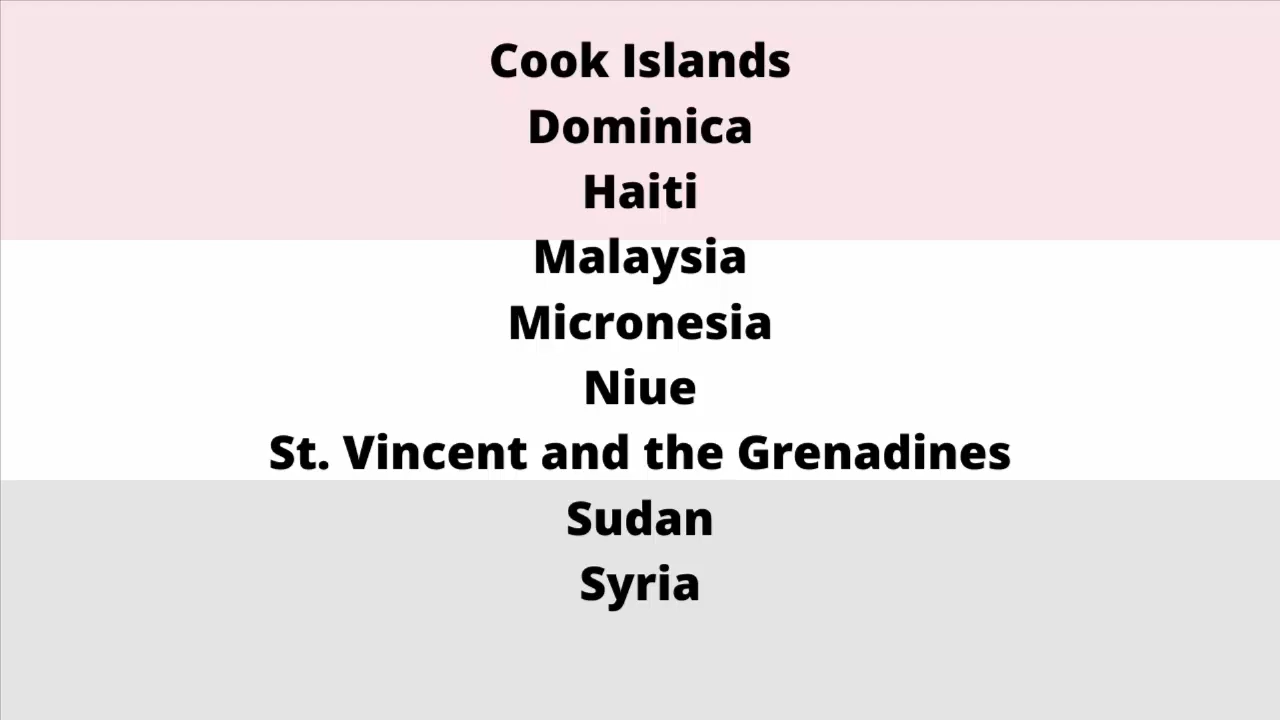 Cook Islands
Dominica
Haiti
Malaysia
Micronesia
Niue
St. Vincent and the Grenadines
Sudan
Syria